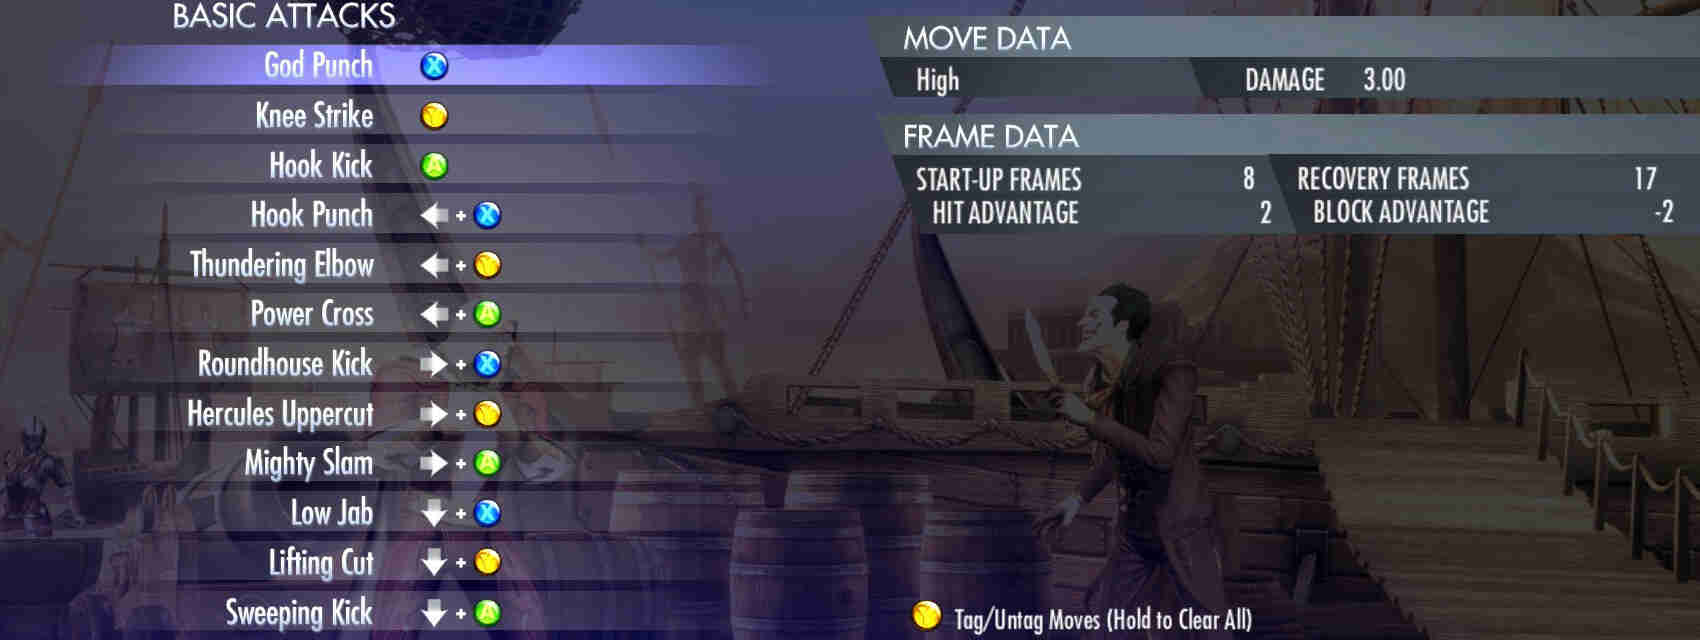 BASIC ATTACKS
God Punch X
Knee Strike Y
Hook Kick A
Hook Punch + X
Thundering Elbow + Y
Power Cross + A
Roundhouse Kick + X
Hercules Uppercut + Y
Mighty Slam + A
Low Jab + X
Lifting Cut + Y
Sweeping Kick + A
MOVE DATA
High DAMAGE 3.00
FRAME DATA
START-UP FRAMES 8 RECOVERY FRAMES 17
HIT ADVANTAGE 2 BLOCK ADVANTAGE -2
Y Tag/Untag Moves (Hold to Clear All)